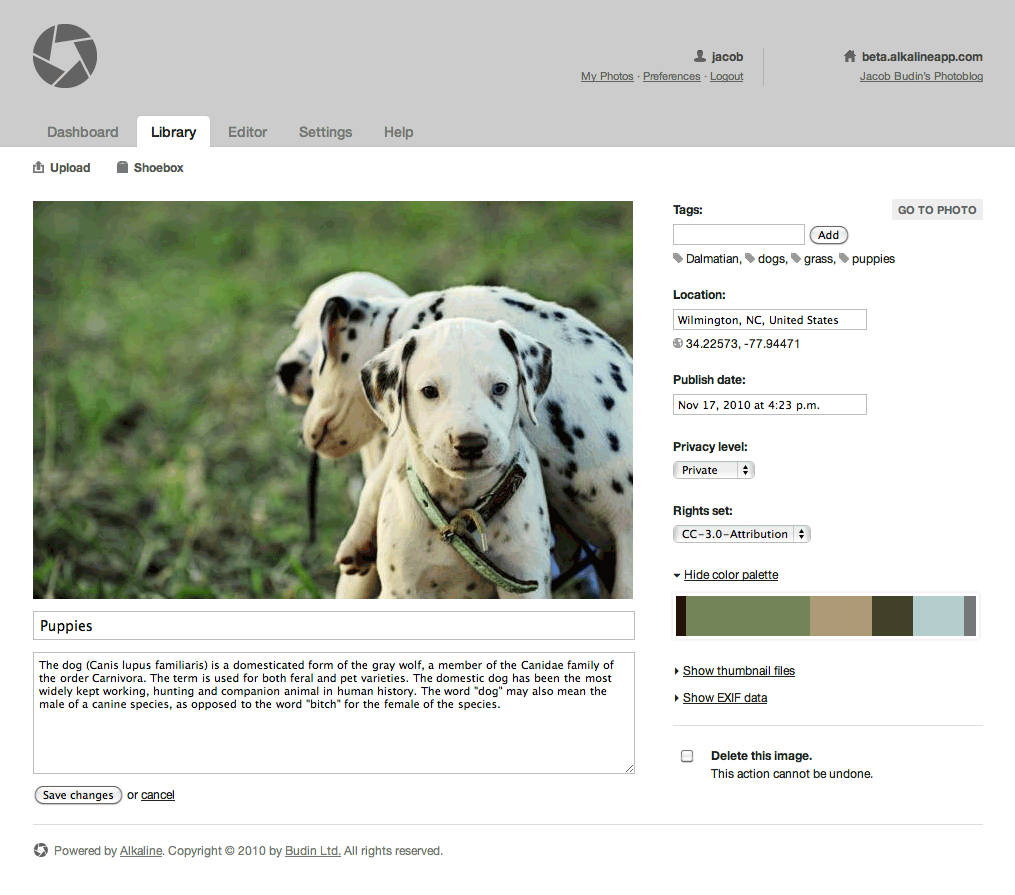 jacob
My Photos · Preferences · Logout
beta.alkalineapp.com
Jacob Budin's Photoblog
Dashboard
Library
Editor
Settings
Help
Upload
Shoebox
Tags:
GO TO PHOTO
Add
Dalmatian, dogs, grass, puppies
Location:
Wilmington, NC, United States
34.22573, -77.94471
Publish date:
Nov 17, 2010 at 4:23 p.m.
Privacy level:
Private
Rights set:
CC-3.0-Attribution
Hide color palette
Show thumbnail files
Show EXIF data
Delete this image.
This action cannot be undone.
Puppies
The dog (Canis lupus familiaris) is a domesticated form of the gray wolf, a member of the Canidae family of
the order Carnivora. The term is used for both feral and pet varieties. The domestic dog has been the most
widely kept working, hunting and companion animal in human history. The word "dog" may also mean the
male of a canine species, as opposed to the word "bitch" for the female of the species.
Save changes or cancel
Powered by Alkaline. Copyright © 2010 by Budin Ltd. All rights reserved.